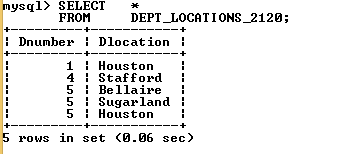 mysql> SELECT   *
       FROM     DEPT_LOCATIONS_2120;
+---------+-----------+
| Dnumber | Dlocation |
+---------+-----------+
|       1 | Houston   |
|       4 | Stafford  |
|       5 | Bellaire  |
|       5 | Sugarland |
|       5 | Houston   |
+---------+-----------+
5 rows in set (0.06 sec)